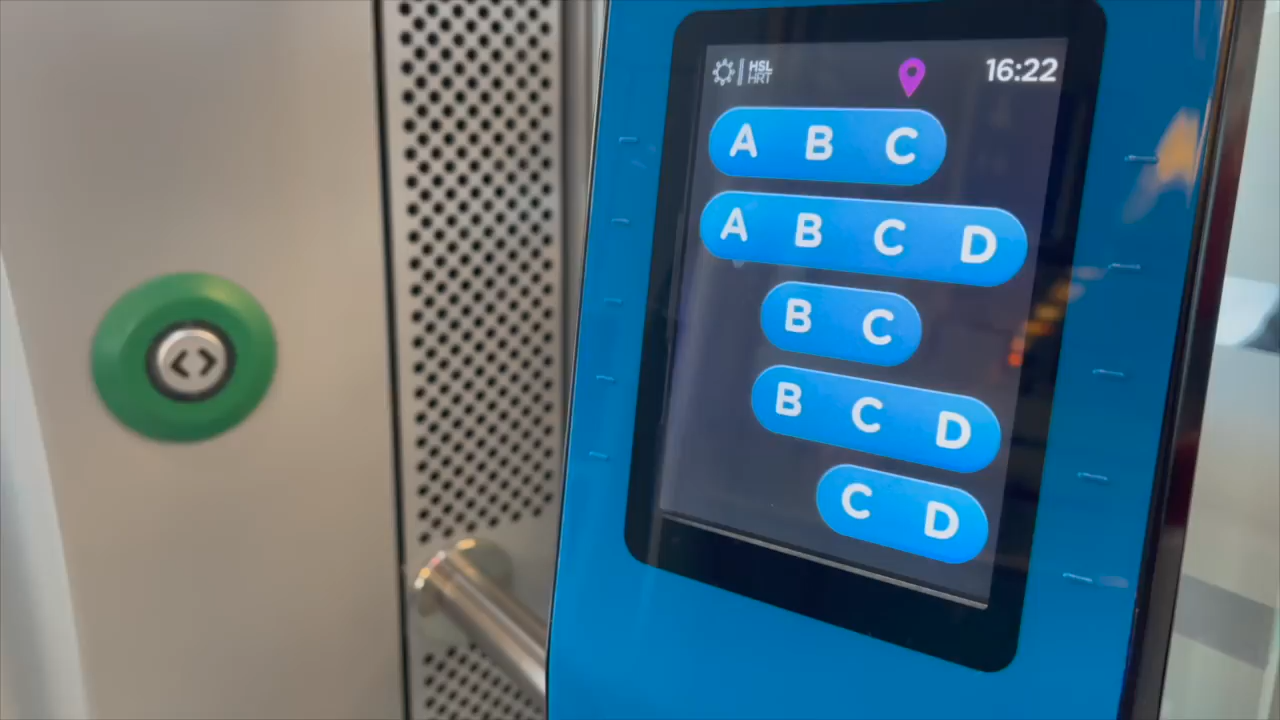 HSL
HRT
16:22
A B C
A B C D
B C
B C D
C D